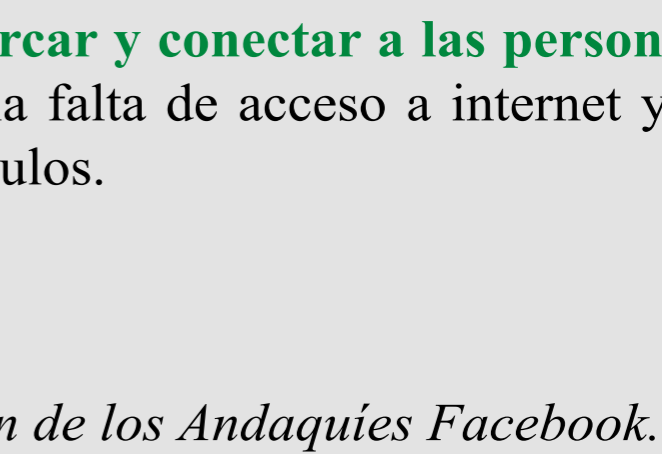 rcar y conectar a las person
a falta de acceso a internet y
ulos.
n de los Andaquíes Facebook.